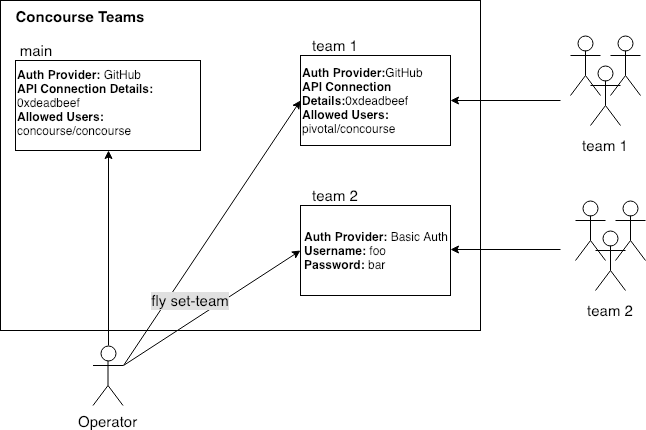 Concourse Teams
main
Auth Provider: GitHub
API Connection Details:
0xdeadbeef
Allowed Users:
concourse/concourse
team 1
Auth Provider:GitHub
API Connection
Details:0xdeadbeef
Allowed Users:
pivotal/concourse
team 1
team 2
Auth Provider: Basic Auth
Username: foo
Password: bar
team 2
fly set-team
Operator